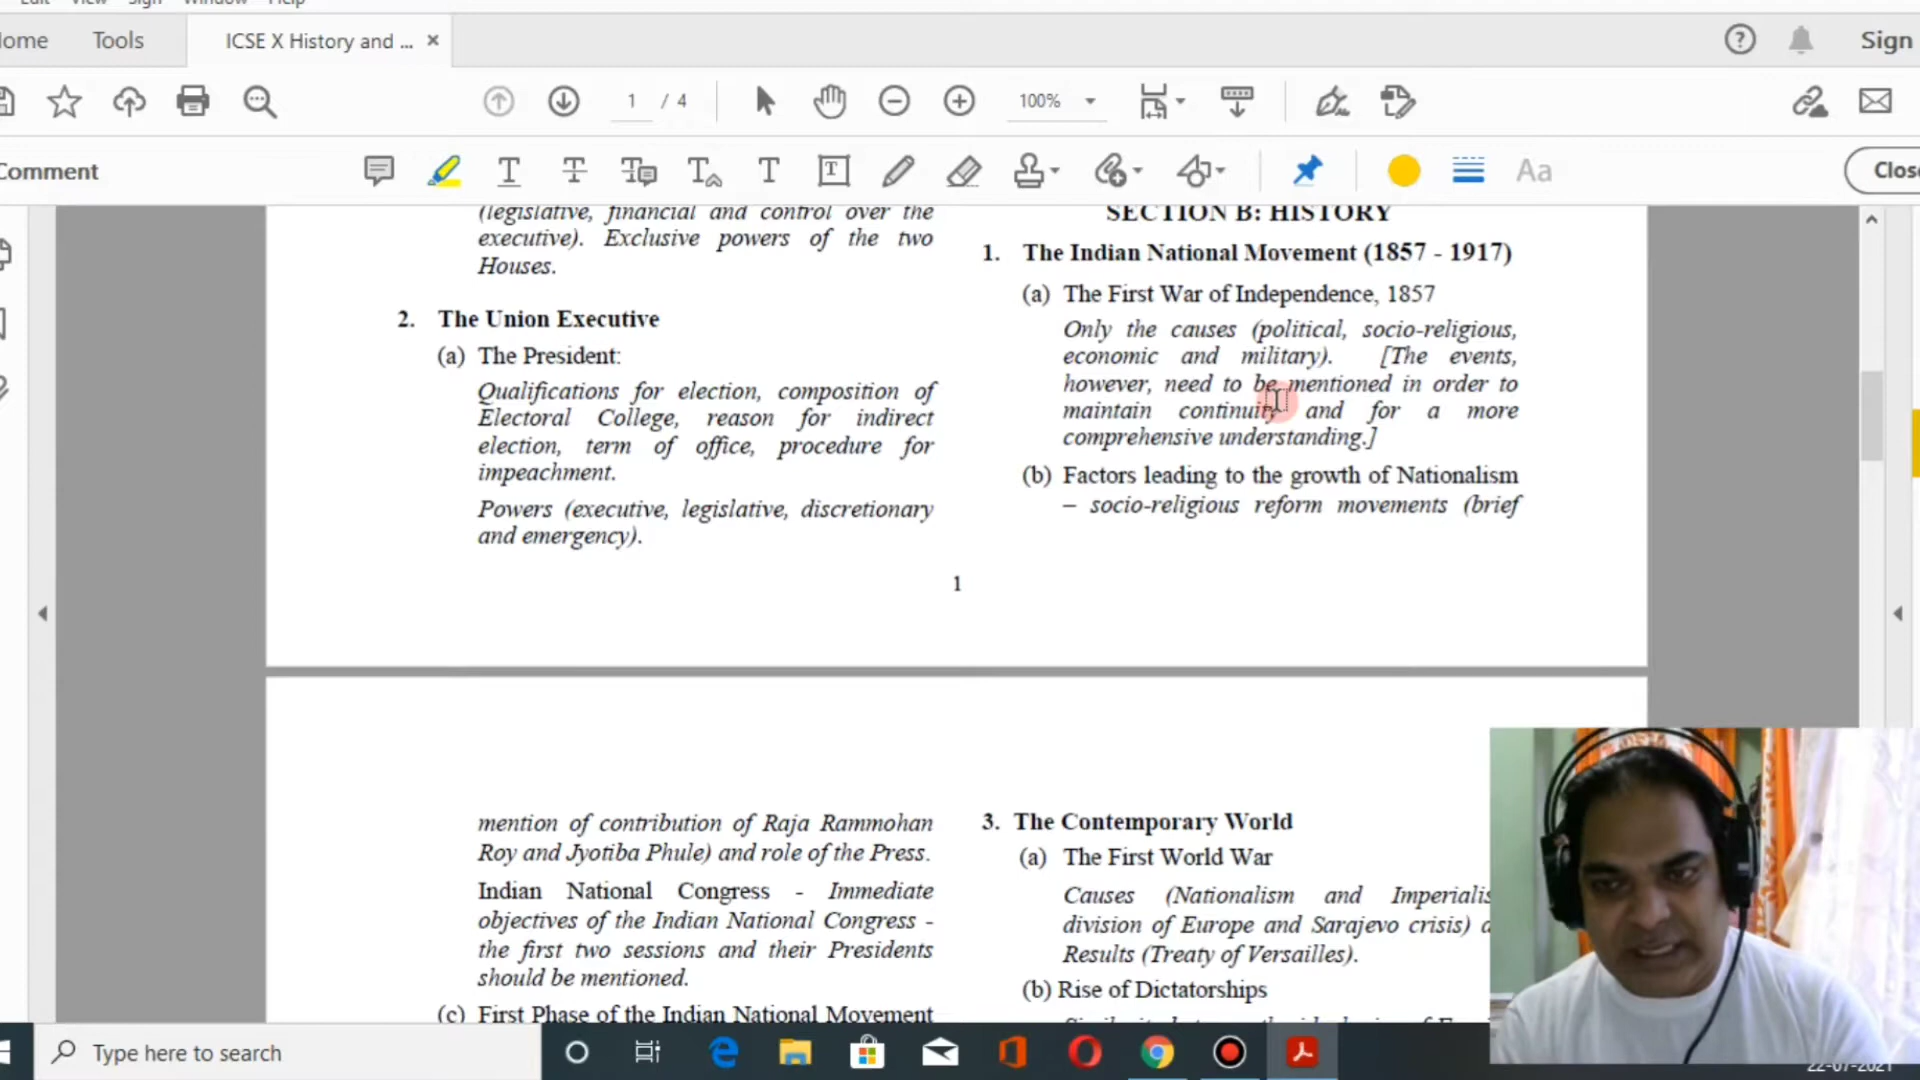 Edit View Sign Window Help
Home Tools ICSE X History and ... × Sign
1 / 4 100%
Comment Aa Close
(legislative, financial and control over the
executive). Exclusive powers of the two
Houses.
2. The Union Executive
(a) The President:
Qualifications for election, composition of
Electoral College, reason for indirect
election, term of office, procedure for
impeachment.
Powers (executive, legislative, discretionary
and emergency).
SECTION B: HISTORY
1. The Indian National Movement (1857 - 1917)
(a) The First War of Independence, 1857
Only the causes (political, socio-religious,
economic and military). [The events,
however, need to be mentioned in order to
maintain continuity and for a more
comprehensive understanding.]
(b) Factors leading to the growth of Nationalism
– socio-religious reform movements (brief
1
mention of contribution of Raja Rammohan
Roy and Jyotiba Phule) and role of the Press.
Indian National Congress - Immediate
objectives of the Indian National Congress -
the first two sessions and their Presidents
should be mentioned.
(c) First Phase of the Indian National Movement
3. The Contemporary World
(a) The First World War
Causes (Nationalism and Imperialis
division of Europe and Sarajevo crisis) a
Results (Treaty of Versailles).
(b) Rise of Dictatorships
Type here to search
22-07-2021